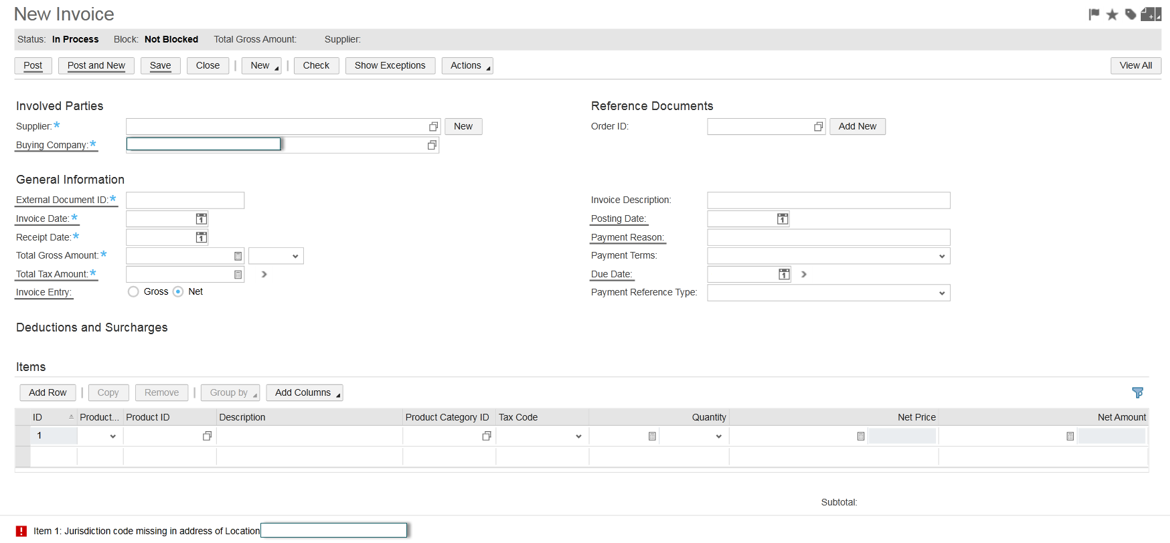 New Invoice
Status: In Process Block: Not Blocked Total Gross Amount: Supplier:
Post Post and New Save Close New Check Show Exceptions Actions View All
Involved Parties
Supplier:* New
Buying Company:*
Reference Documents
Order ID: Add New
General Information
External Document ID:*
Invoice Date:*
Receipt Date:*
Total Gross Amount:*
Total Tax Amount:*
Invoice Entry: Gross Net
Invoice Description:
Posting Date:
Payment Reason:
Payment Terms:
Due Date:
Payment Reference Type:
Deductions and Surcharges
Items
Add Row Copy Remove Group by Add Columns
ID Product... Product ID Description Product Category ID Tax Code Quantity Net Price Net Amount
1
Subtotal:
Item 1: Jurisdiction code missing in address of Location